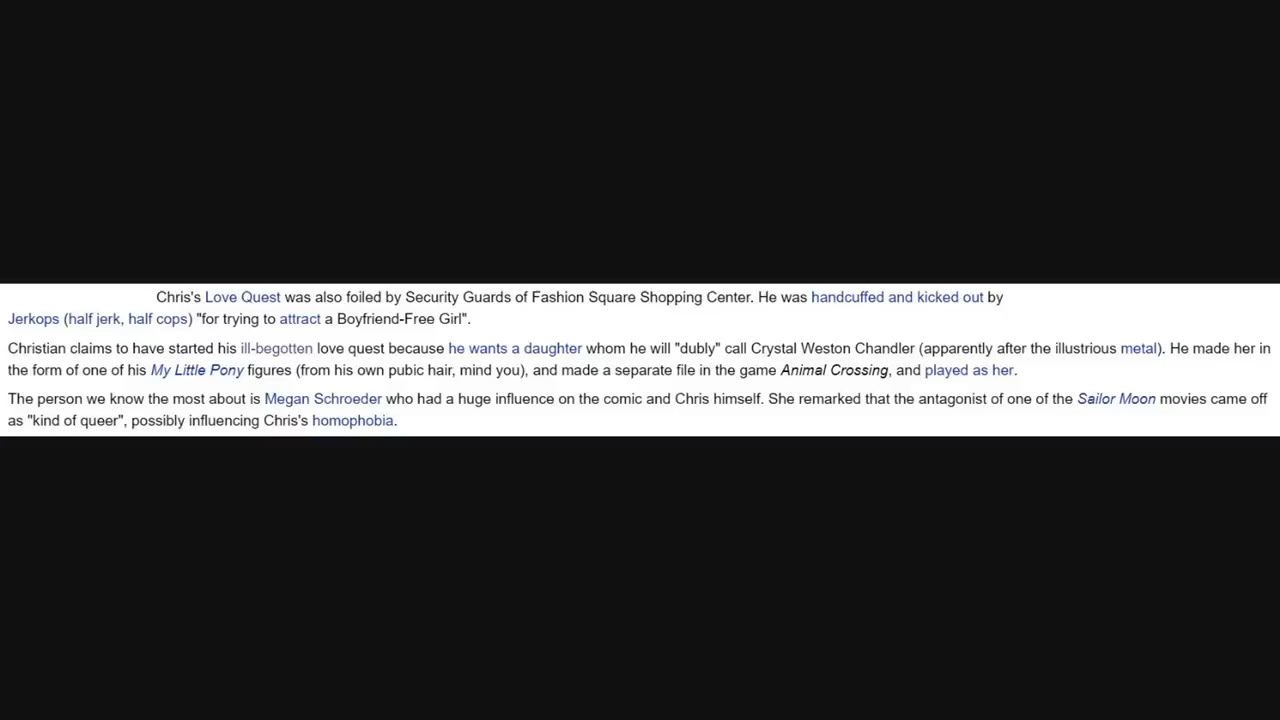 Chris's Love Quest was also foiled by Security Guards of Fashion Square Shopping Center. He was handcuffed and kicked out by
Jerkops (half jerk, half cops) "for trying to attract a Boyfriend-Free Girl".
Christian claims to have started his ill-begotten love quest because he wants a daughter whom he will "dubly" call Crystal Weston Chandler (apparently after the illustrious metal). He made her in
the form of one of his My Little Pony figures (from his own pubic hair, mind you), and made a separate file in the game Animal Crossing, and played as her.
The person we know the most about is Megan Schroeder who had a huge influence on the comic and Chris himself. She remarked that the antagonist of one of the Sailor Moon movies came off
as "kind of queer", possibly influencing Chris's homophobia.